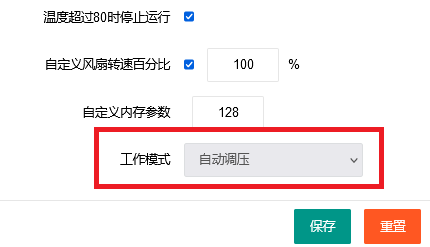 温度超过80时停止运行
自定义风扇转速百分比 100 %
自定义内存参数 128
工作模式 自动调压
保存 重置